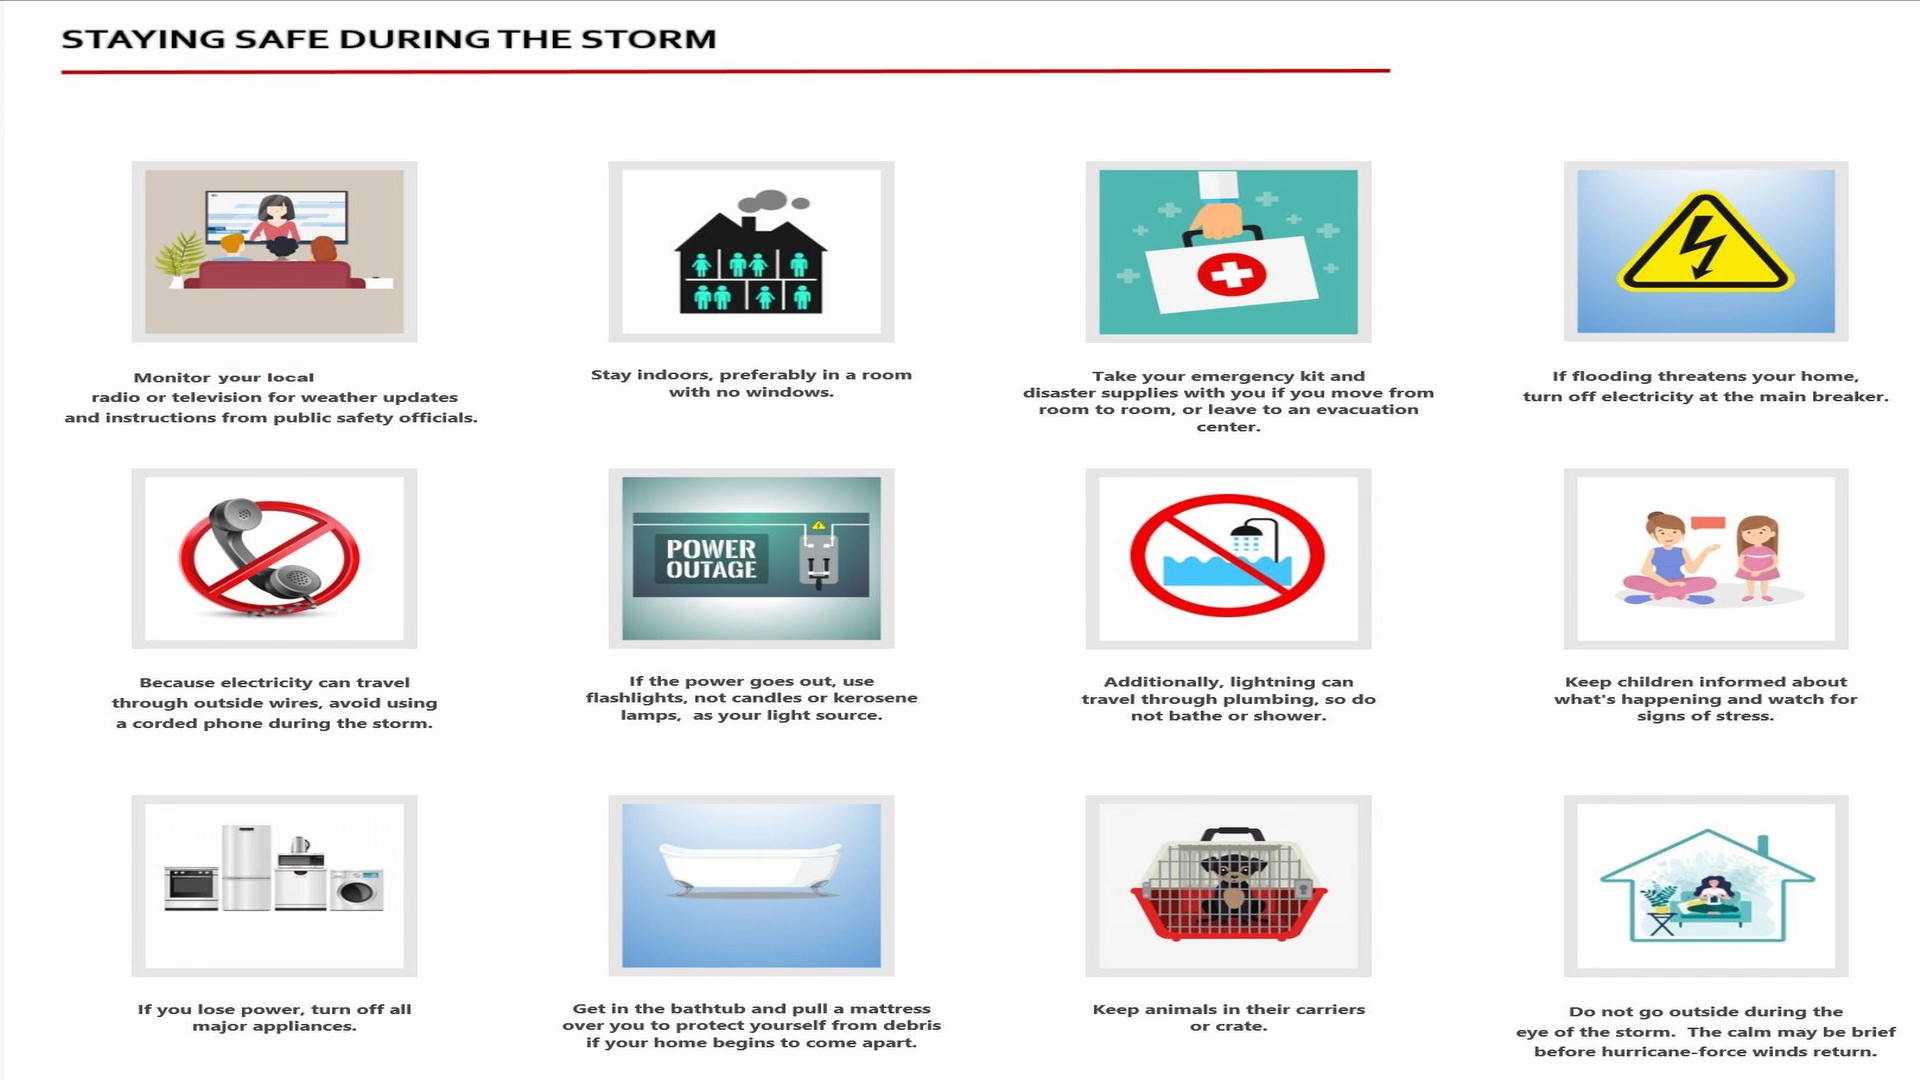 STAYING SAFE DURING THE STORM
Monitor your local
radio or television for weather updates
and instructions from public safety officials.
Stay indoors, preferably in a room
with no windows.
Take your emergency kit and
disaster supplies with you if you move from
room to room, or leave to an evacuation
center.
If flooding threatens your home,
turn off electricity at the main breaker.
POWER
OUTAGE
Because electricity can travel
through outside wires, avoid using
a corded phone during the storm.
If the power goes out, use
flashlights, not candles or kerosene
lamps, as your light source.
Additionally, lightning can
travel through plumbing, so do
not bathe or shower.
Keep children informed about
what's happening and watch for
signs of stress.
If you lose power, turn off all
major appliances.
Get in the bathtub and pull a mattress
over you to protect yourself from debris
if your home begins to come apart.
Keep animals in their carriers
or crate.
Do not go outside during the
eye of the storm. The calm may be brief
before hurricane-force winds return.